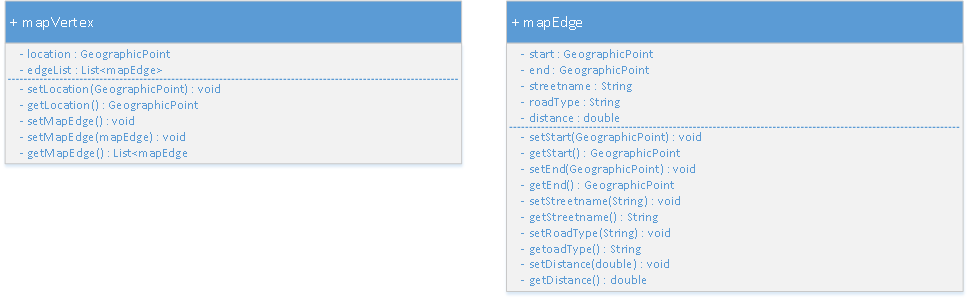 + mapVertex
- location : GeographicPoint
- edgeList : List<mapEdge>
- setLocation(GeographicPoint) : void
- getLocation() : GeographicPoint
- setMapEdge() : void
- setMapEdge(mapEdge) : void
- getMapEdge() : List<mapEdge
+ mapEdge
- start : GeographicPoint
- end : GeographicPoint
- streetname : String
- roadType : String
- distance : double
- setStart(GeographicPoint) : void
- getStart() : GeographicPoint
- setEnd(GeographicPoint) : void
- getEnd() : GeographicPoint
- setStreetname(String) : void
- getStreetname() : String
- setRoadType(String) : void
- getoadType() : String
- setDistance(double) : void
- getDistance() : double